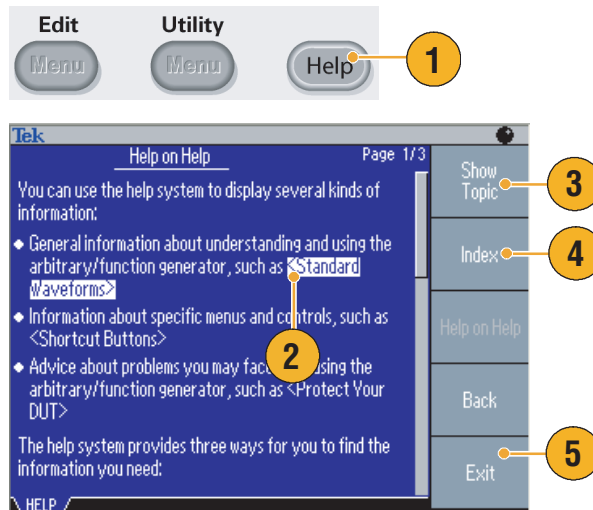 Edit
Utility
Menu
Menu
Help
1
Tek
Help on Help
Page 1/3
You can use the help system to display several kinds of
information:
◆ General information about understanding and using the
arbitrary/function generator, such as <Standard
Waveforms>
◆ Information about specific menus and controls, such as
<Shortcut Buttons>
◆ Advice about problems you may face using the
arbitrary/function generator, such as <Protect Your
DUT>
The help system provides three ways for you to find the
information you need:
HELP
2
Show
Topic
3
Index
4
Help on Help
Back
Exit
5